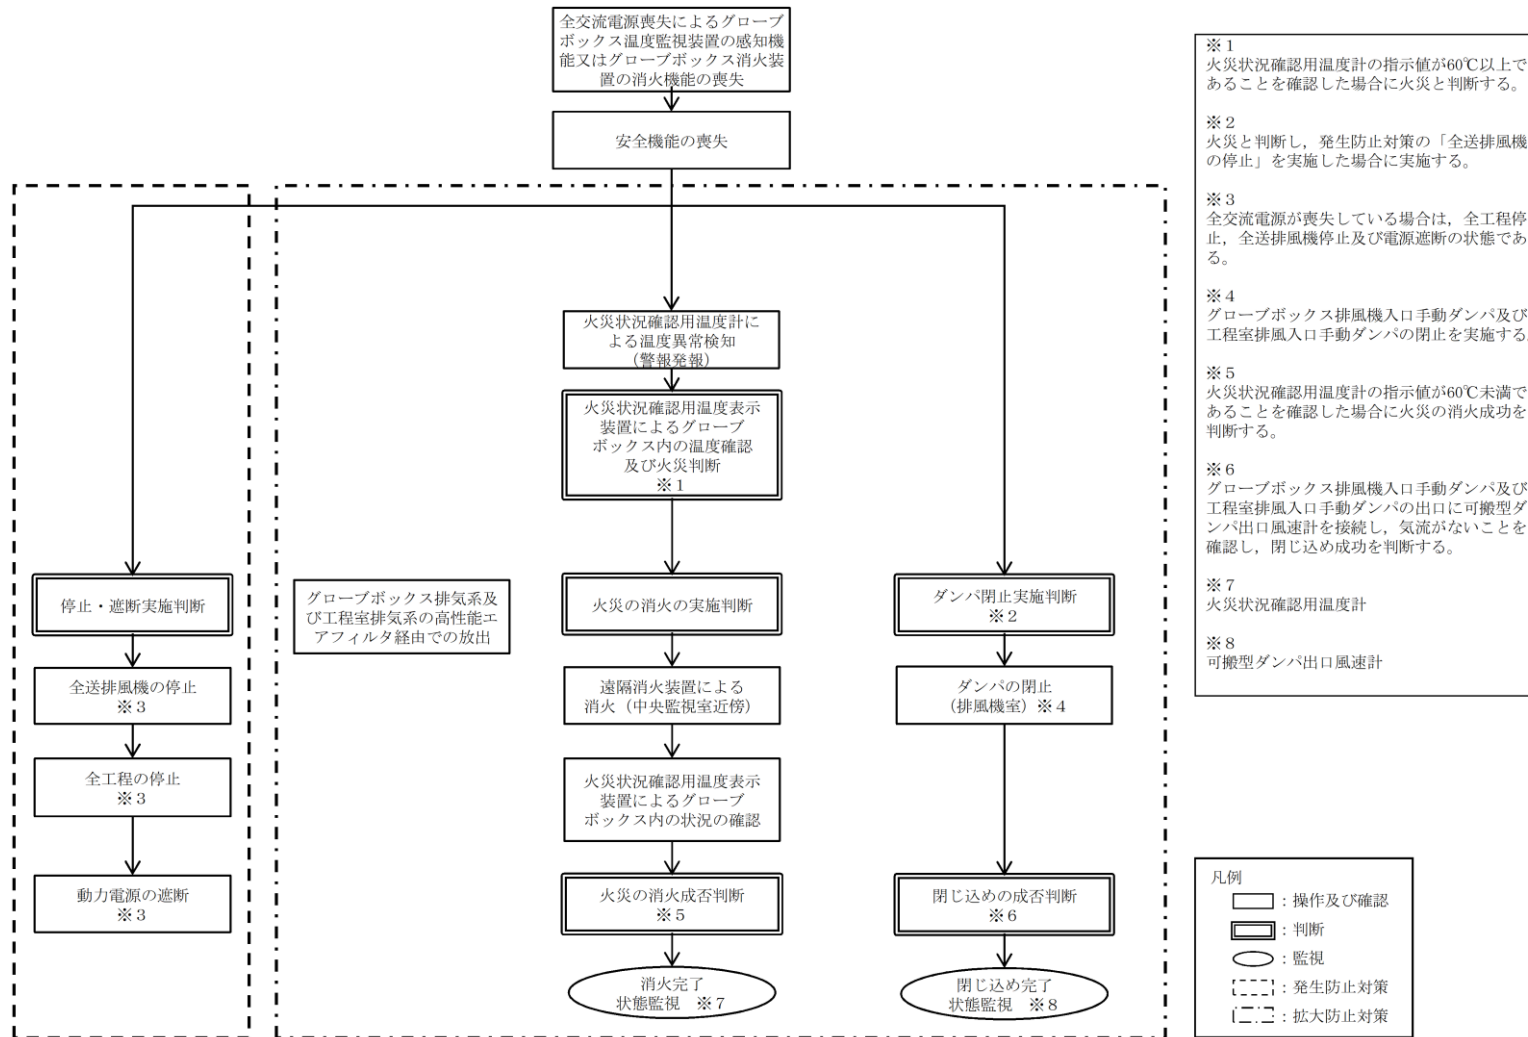 全交流電源喪失によるグローブ
ボックス温度監視装置の感知機
能又はグローブボックス消火装
置の消火機能の喪失
安全機能の喪失
火災状況確認用温度計に
よる温度異常検知
（警報発報）
火災状況確認用温度表示
装置によるグローブ
ボックス内の温度確認
及び火災判断
※１
停止・遮断実施判断
全送排風機の停止
※３
全工程の停止
※３
動力電源の遮断
※３
グローブボックス排気系及
び工程室排気系の高性能エ
アフィルタ経由での放出
火災の消火の実施判断
遠隔消火装置による
消火（中央監視室近傍）
火災状況確認用温度表示
装置によるグローブ
ボックス内の状況の確認
火災の消火成否判断
※５
消火完了
状態監視　※７
ダンパ閉止実施判断
※２
ダンパの閉止
（排風機室）※４
閉じ込めの成否判断
※６
閉じ込め完了
状態監視　※８
※１
火災状況確認用温度計の指示値が60℃以上で
あることを確認した場合に火災と判断する。
※２
火災と判断し，発生防止対策の「全送排風機
の停止」を実施した場合に実施する。
※３
全交流電源が喪失している場合は，全工程停
止，全送排風機停止及び電源遮断の状態であ
る。
※４
グローブボックス排風機入口手動ダンパ及び
工程室排風入口手動ダンパの閉止を実施する。
※５
火災状況確認用温度計の指示値が60℃未満で
あることを確認した場合に火災の消火成功を
判断する。
※６
グローブボックス排風機入口手動ダンパ及び
工程室排風入口手動ダンパの出口に可搬型ダ
ンパ出口風速計を接続し，気流がないことを
確認し，閉じ込め成功を判断する。
※７
火災状況確認用温度計
※８
可搬型ダンパ出口風速計
凡例
：操作及び確認
：判断
：監視
：発生防止対策
：拡大防止対策